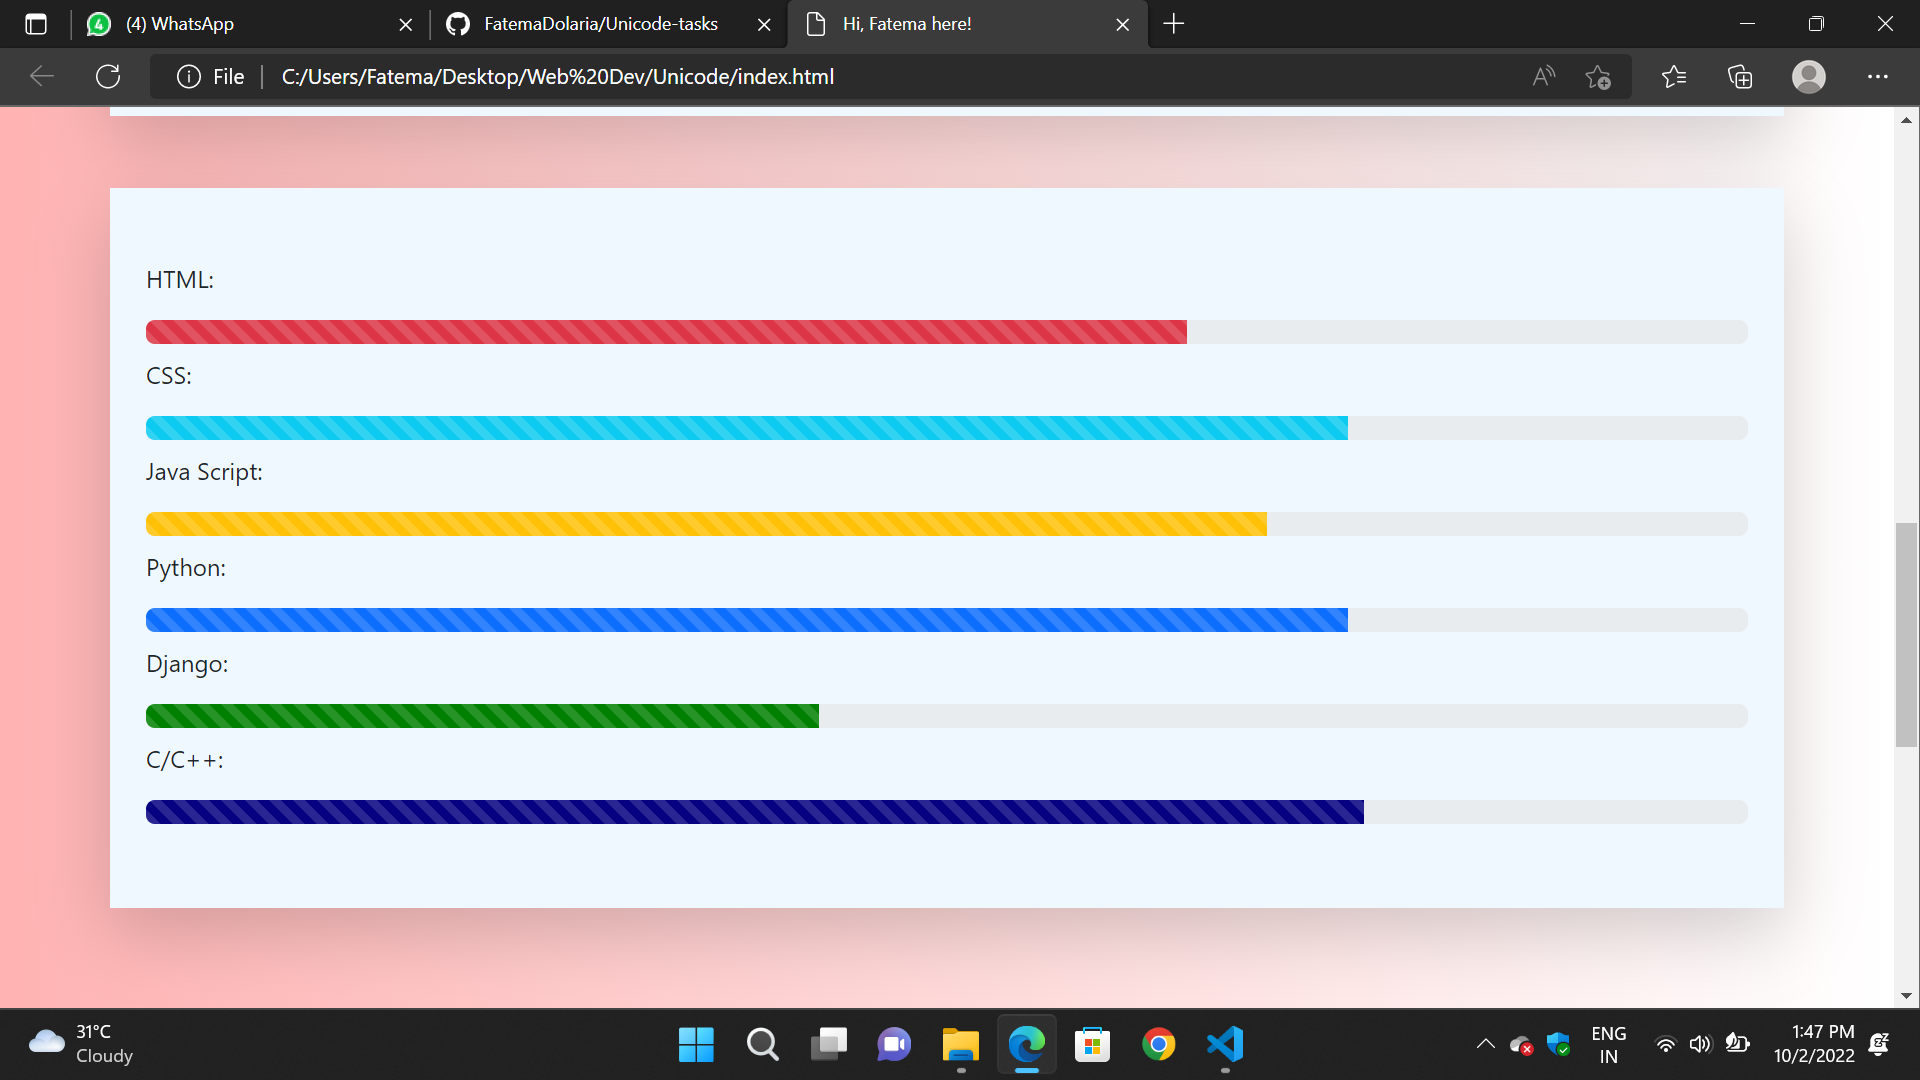 (4) WhatsApp
FatemaDolaria/Unicode-tasks
Hi, Fatema here!
File
C:/Users/Fatema/Desktop/Web%20Dev/Unicode/index.html
HTML:
CSS:
Java Script:
Python:
Django:
C/C++:
31°C
Cloudy
ENG
IN
1:47 PM
10/2/2022